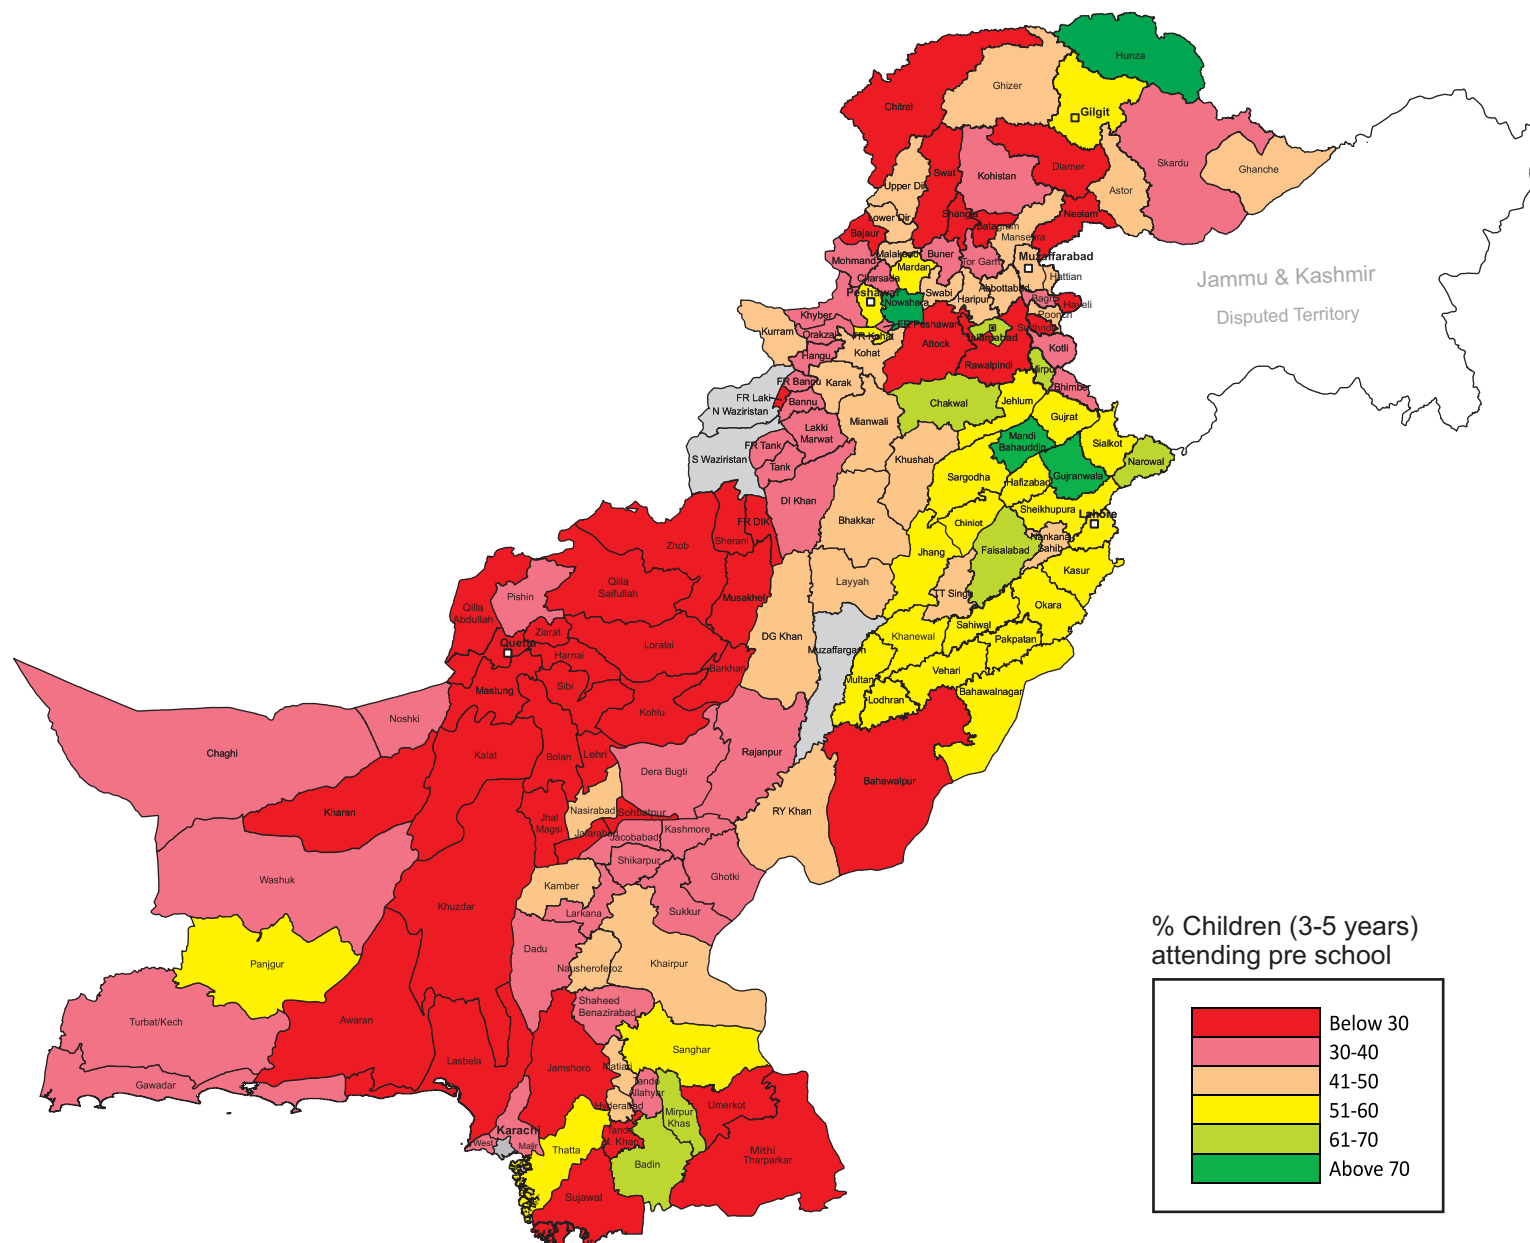 Hunza
Ghizer
Chitral
Gilgit
Skardu
Ghanche
Diamer
Kohistan
Swat
Astor
Upper Dir
Neelam
Shangla
Lower Dir
Batagram
Bajaur
Mansehra
Malakand
Buner
Tor Garh
Muzaffarabad
Mohmand
Mardan
Hattian
Charsada
Abbottabad
Peshawar
Swabi
Haripur
Nowshera
Bagh
Haveli
Poonch
Khyber
FR Peshawar
Sudhnoti
Kurram
Orakzai
FR Kohat
Islamabad
Attock
Kotli
Hangu
Kohat
Rawalpindi
Mirpur
FR Bannu
Karak
Bhimber
FR Laki
Bannu
Chakwal
Jehlum
N Waziristan
Mianwali
Gujrat
Lakki
Marwat
Mandi
Bahauddin
Sialkot
FR Tank
S Waziristan
Khushab
Narowal
Tank
Sargodha
Gujranwala
Hafizabad
DI Khan
Sheikhupura
Lahore
FR DIK
Bhakkar
Chiniot
Sherani
Zhob
Nankana
Sahib
Jhang
Faisalabad
Kasur
Qilla
Saifullah
Layyah
Pishin
Musakhel
TT Singh
Okara
Qilla
Abdullah
Sahiwal
Ziarat
DG Khan
Khanewal
Pakpatan
Quetta
Loralai
Muzaffargarh
Harnai
Barkhan
Vehari
Multan
Mastung
Sibi
Bahawalnagar
Lodhran
Kohlu
Noshki
Chaghi
Kalat
Bolan
Lehri
Rajanpur
Dera Bugti
Bahawalpur
Kharan
Nasirabad
Sohbatpur
RY Khan
Jhal
Magsi
Jafarabad
Jacobabad
Kashmore
Shikarpur
Washuk
Kamber
Ghotki
Khuzdar
Larkana
Sukkur
Dadu
Panjgur
Nausheroferoz
Khairpur
Shaheed
Benazirabad
Turbat/Kech
Awaran
Sanghar
Lasbela
Jamshoro
Matiari
Gawadar
Tando
Allahyar
Hyderabad
Mirpur
Khas
Umerkot
Karachi
West
Malir
Tando
M. Khan
Thatta
Badin
Mithi
Tharparkar
Sujawal
Jammu & Kashmir
Disputed Territory
% Children (3-5 years)
attending pre school
Below 30
30-40
41-50
51-60
61-70
Above 70